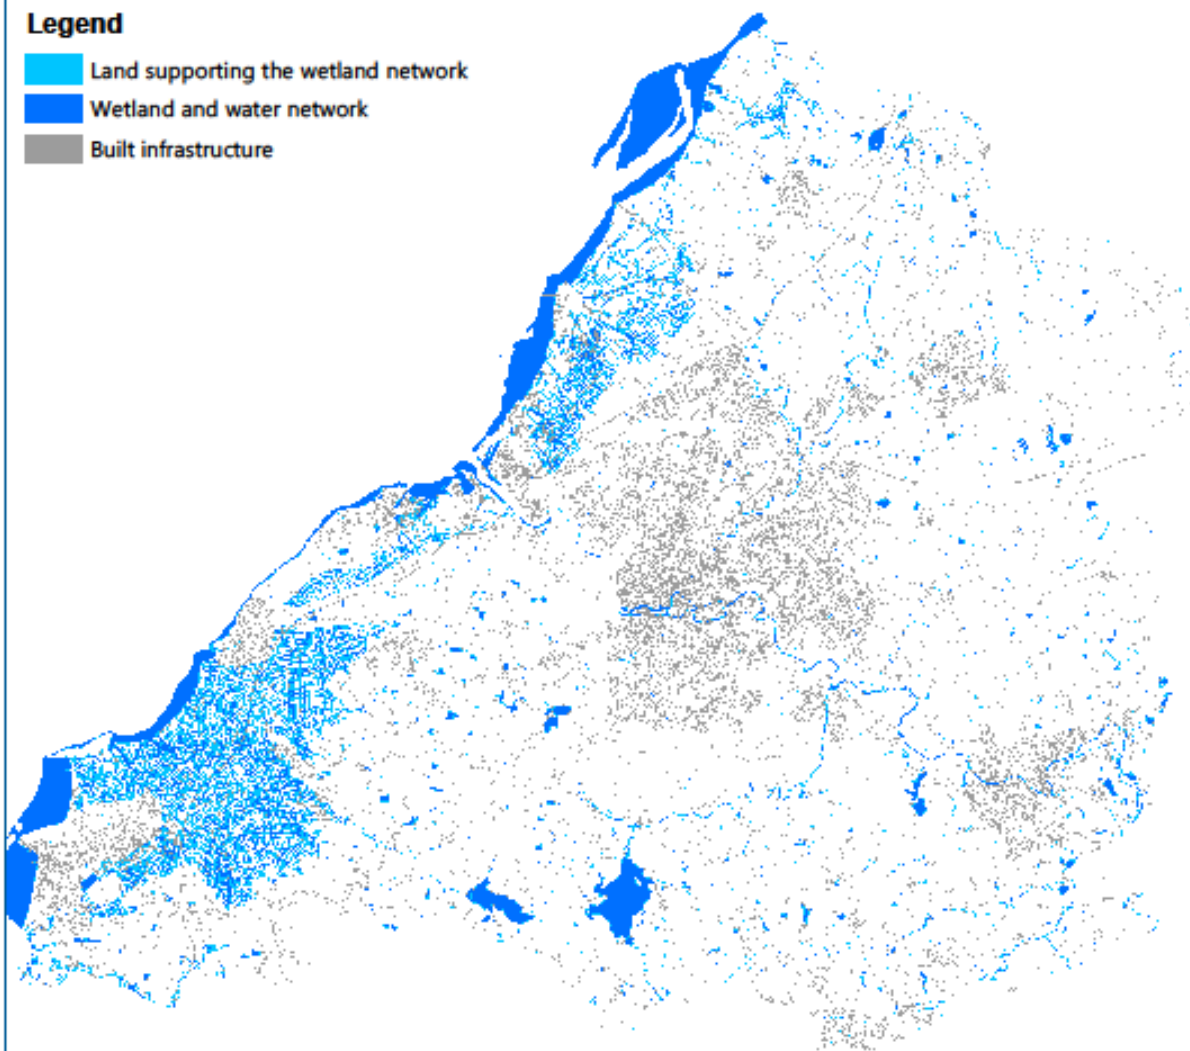 Legend
Land supporting the wetland network
Wetland and water network
Built infrastructure